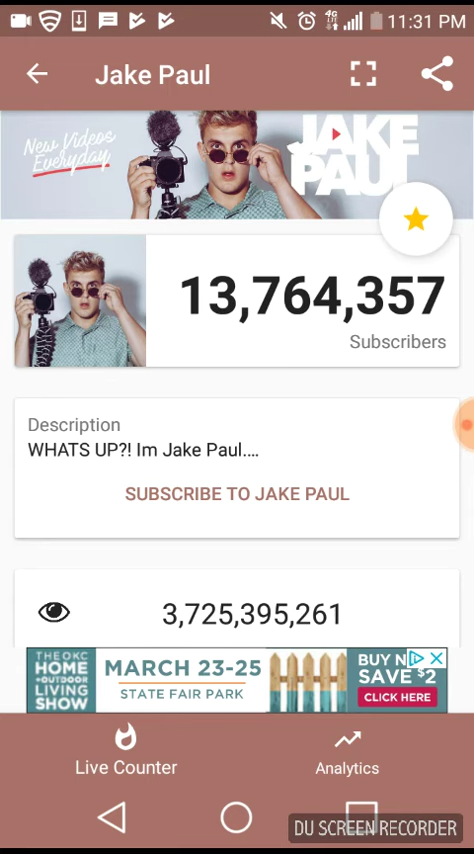 4G
LTE
11:31 PM
Jake Paul
New Videos
Everyday
JAKE
PAUL
13,764,357
Subscribers
Description
WHATS UP?! Im Jake Paul....
SUBSCRIBE TO JAKE PAUL
3,725,395,261
THE OKC
HOME
+OUTDOOR
LIVING
SHOW
MARCH 23-25
STATE FAIR PARK
BUY
SAVE $2
CLICK HERE
Live Counter
Analytics
DU SCREEN RECORDER